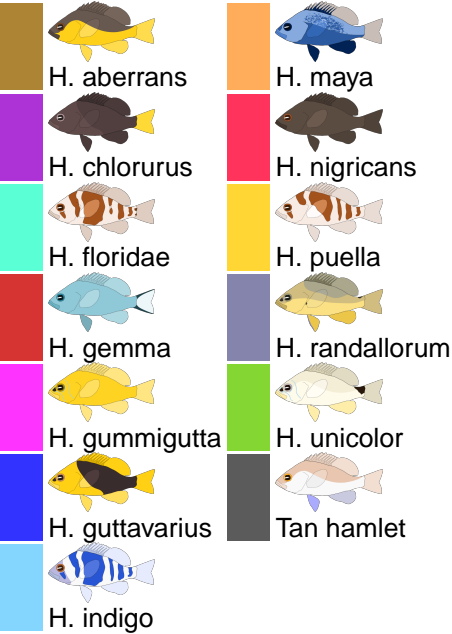 H. aberrans
H. maya
H. chlorurus
H. nigricans
H. floridae
H. puella
H. gemma
H. randallorum
H. gummigutta
H. unicolor
H. guttavarius
Tan hamlet
H. indigo